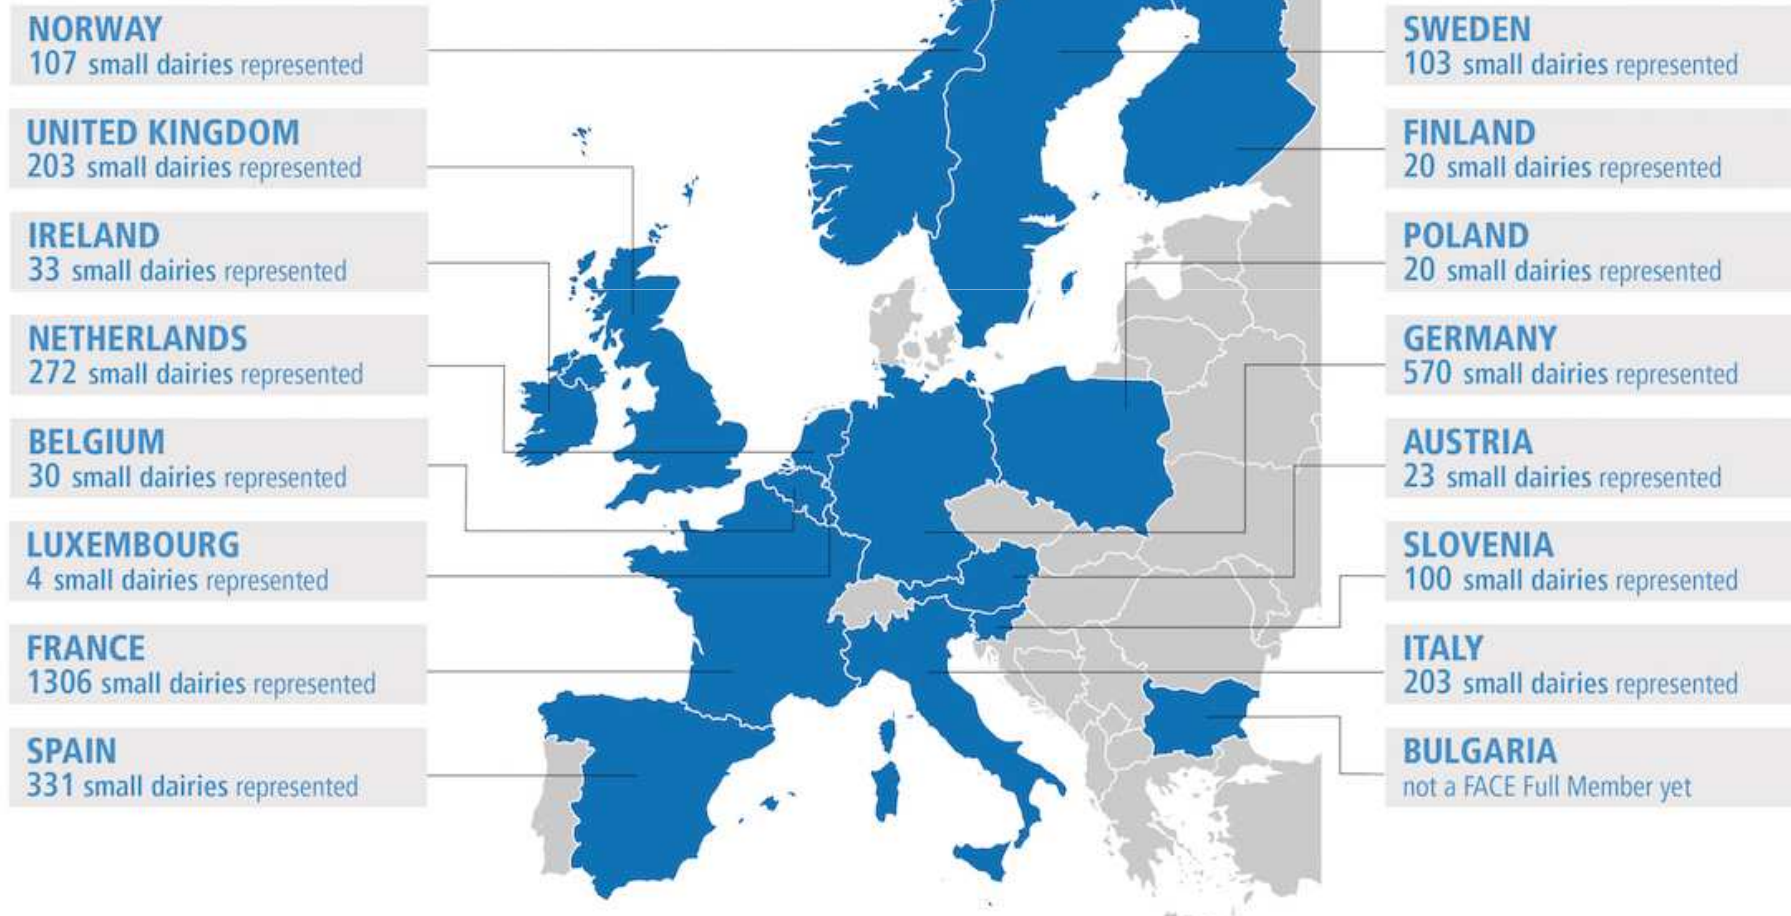 NORWAY
107 small dairies represented
UNITED KINGDOM
203 small dairies represented
IRELAND
33 small dairies represented
NETHERLANDS
272 small dairies represented
BELGIUM
30 small dairies represented
LUXEMBOURG
4 small dairies represented
FRANCE
1306 small dairies represented
SPAIN
331 small dairies represented
SWEDEN
103 small dairies represented
FINLAND
20 small dairies represented
POLAND
20 small dairies represented
GERMANY
570 small dairies represented
AUSTRIA
23 small dairies represented
SLOVENIA
100 small dairies represented
ITALY
203 small dairies represented
BULGARIA
not a FACE Full Member yet